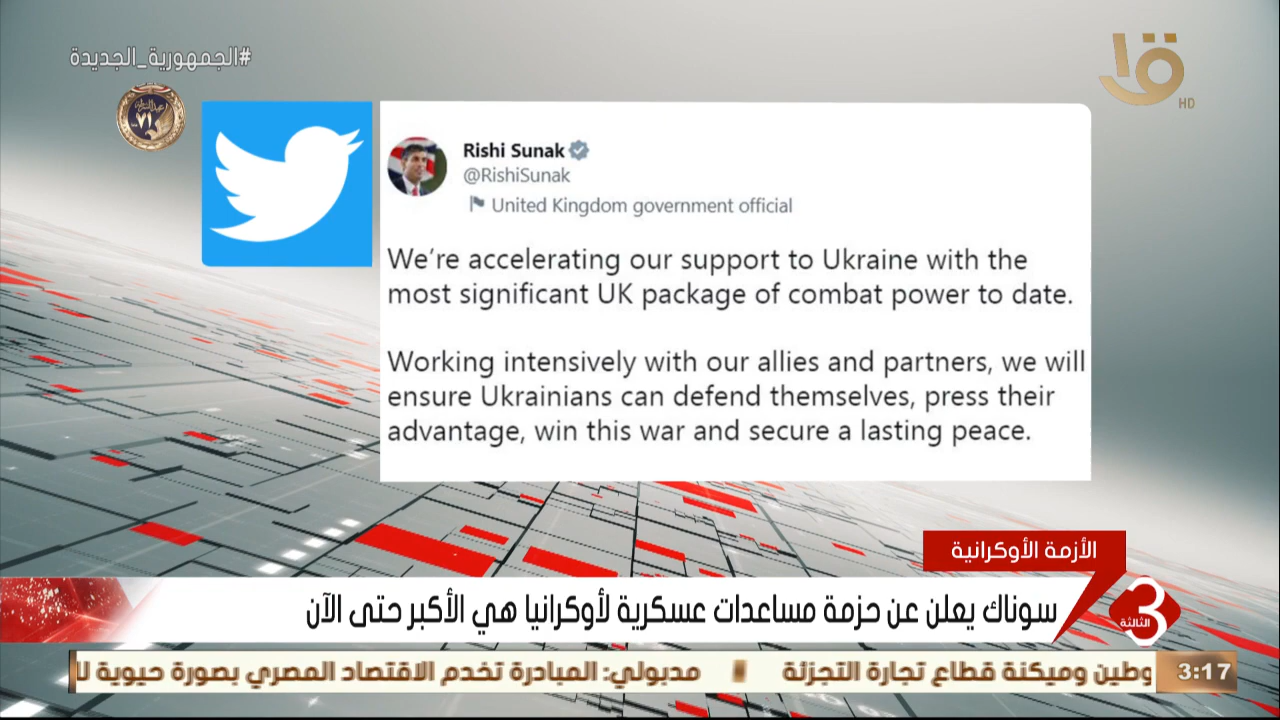 #الجمهورية_الجديدة
HD
Rishi Sunak
@RishiSunak
United Kingdom government official
We’re accelerating our support to Ukraine with the
most significant UK package of combat power to date.
Working intensively with our allies and partners, we will
ensure Ukrainians can defend themselves, press their
advantage, win this war and secure a lasting peace.
الأزمة الأوكرانية
سوناك يعلن عن حزمة مساعدات عسكرية لأوكرانيا هي الأكبر حتى الآن
3 الثالثة
3:17 وطين وميكنة قطاع تجارة التجزئة مدبولي: المبادرة تخدم الاقتصاد المصري بصورة حيوية